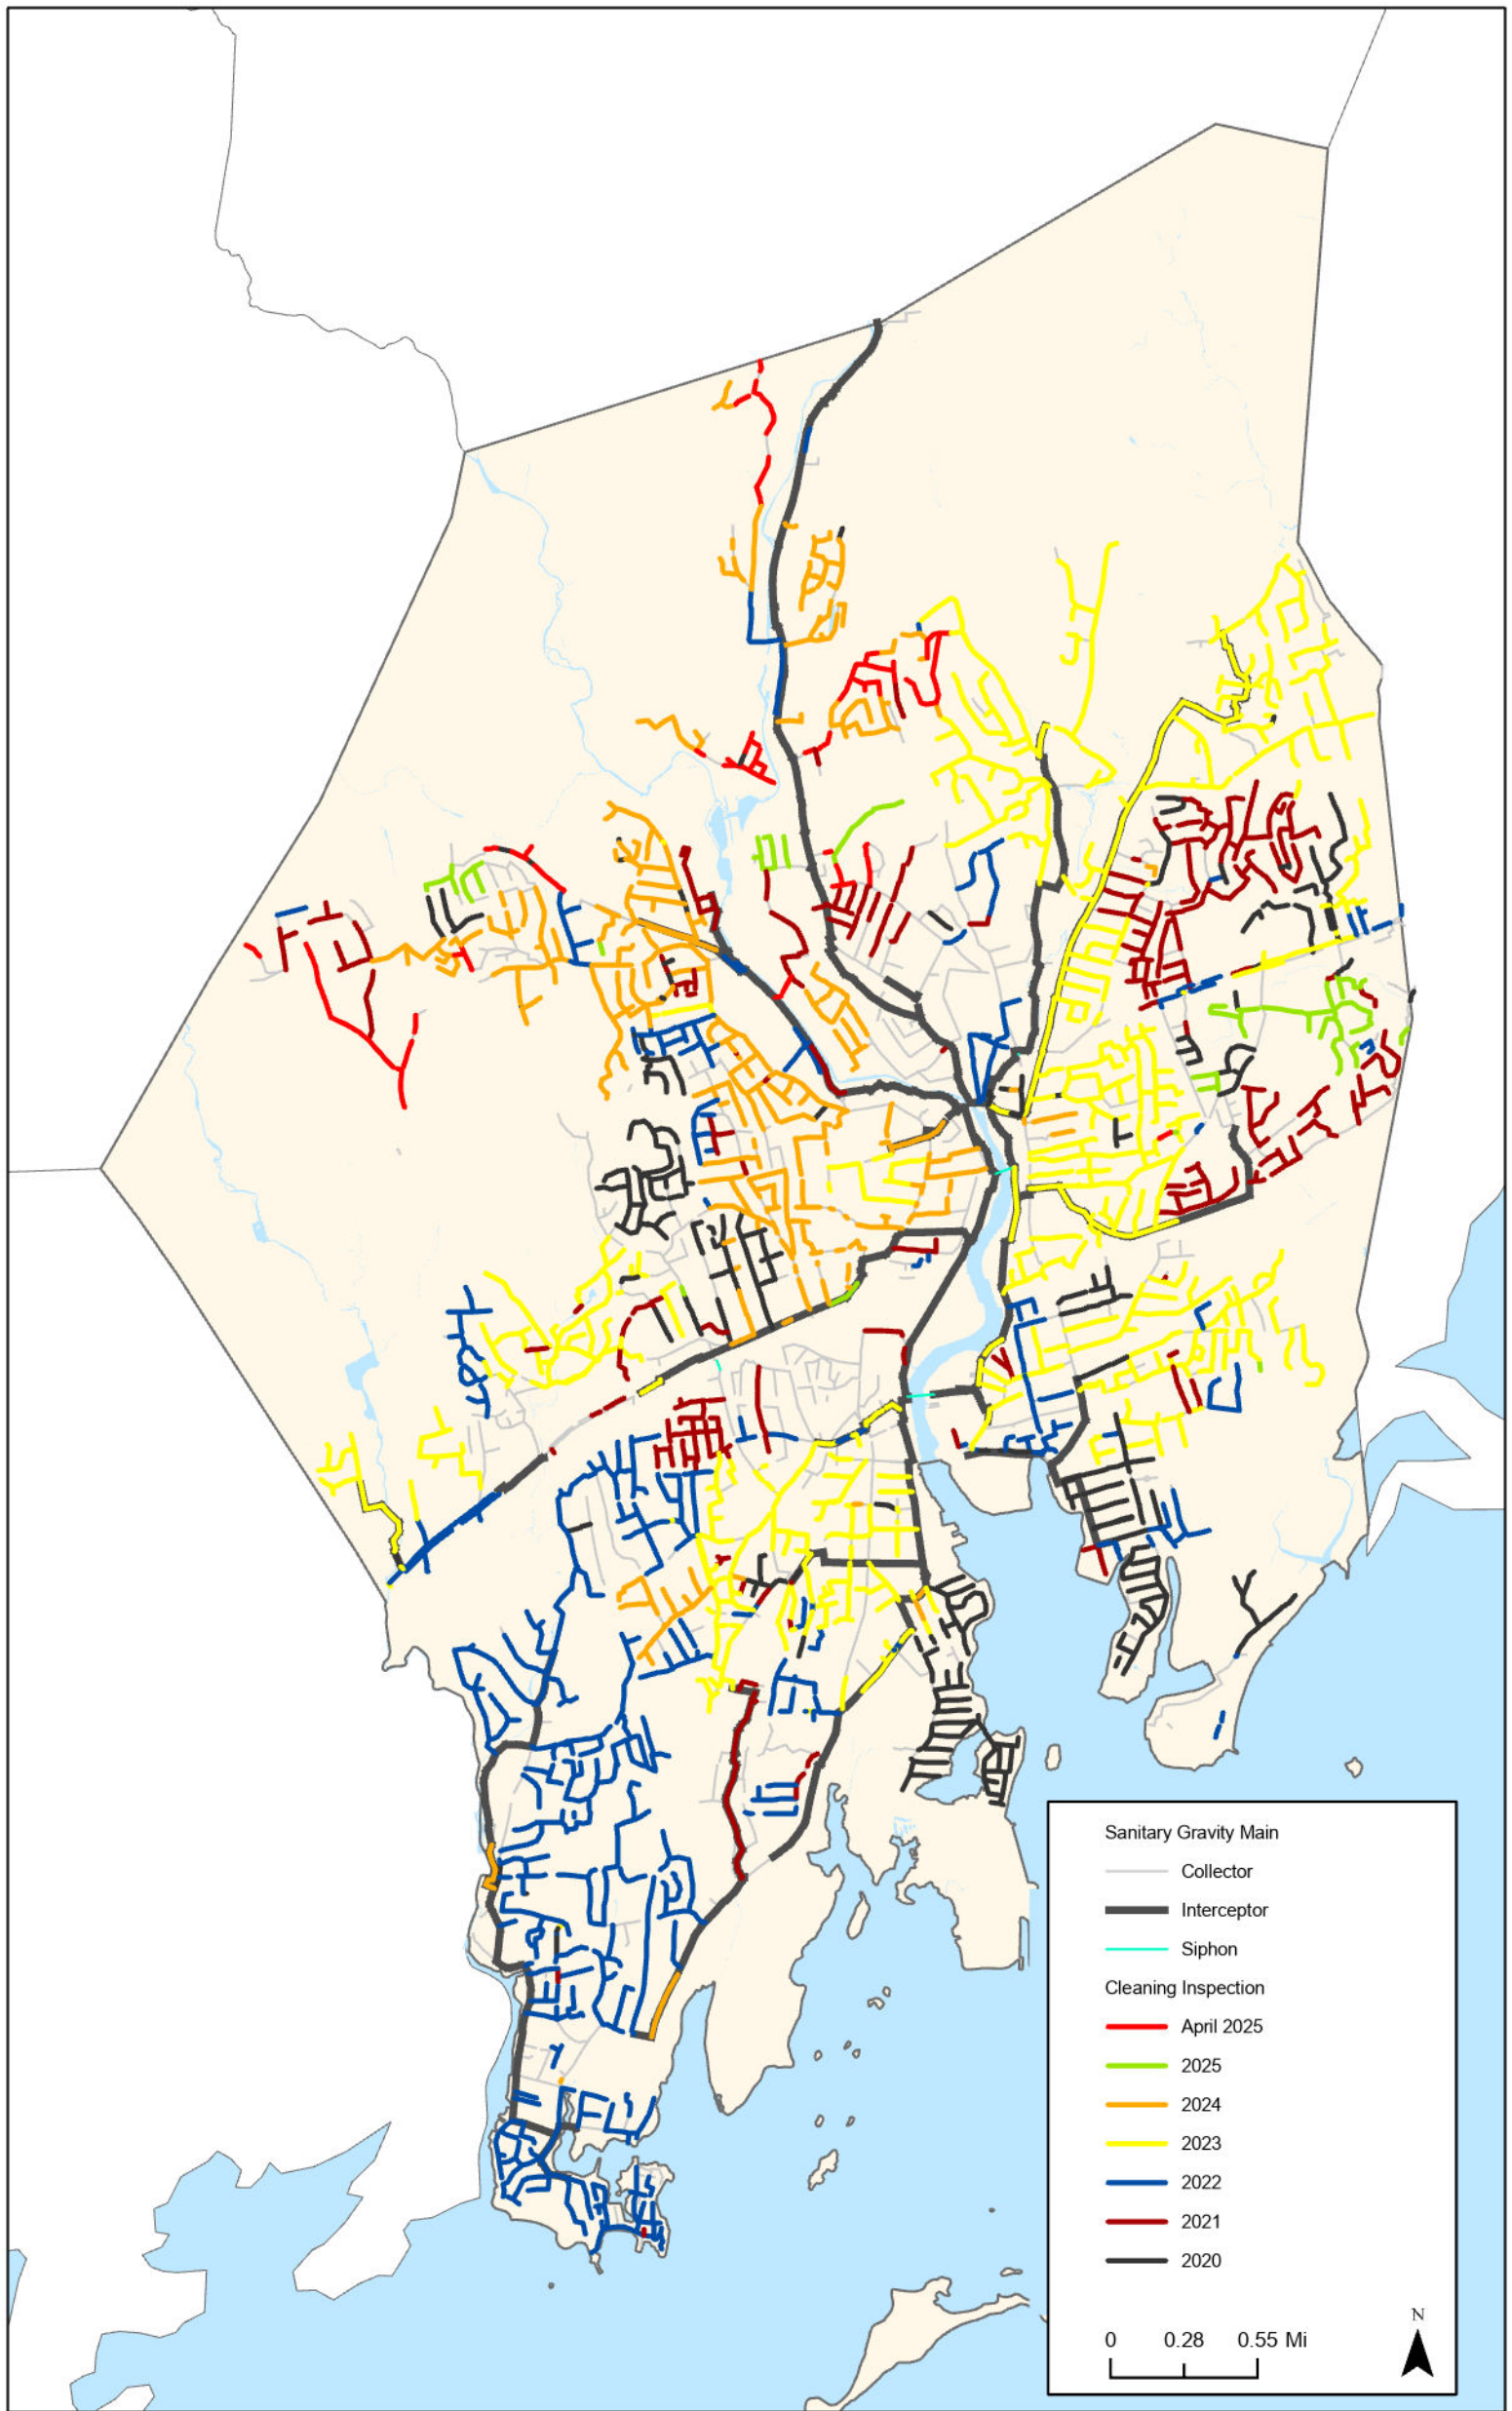 Sanitary Gravity Main
Collector
Interceptor
Siphon
Cleaning Inspection
April 2025
2025
2024
2023
2022
2021
2020
0 0.28 0.55 Mi
N